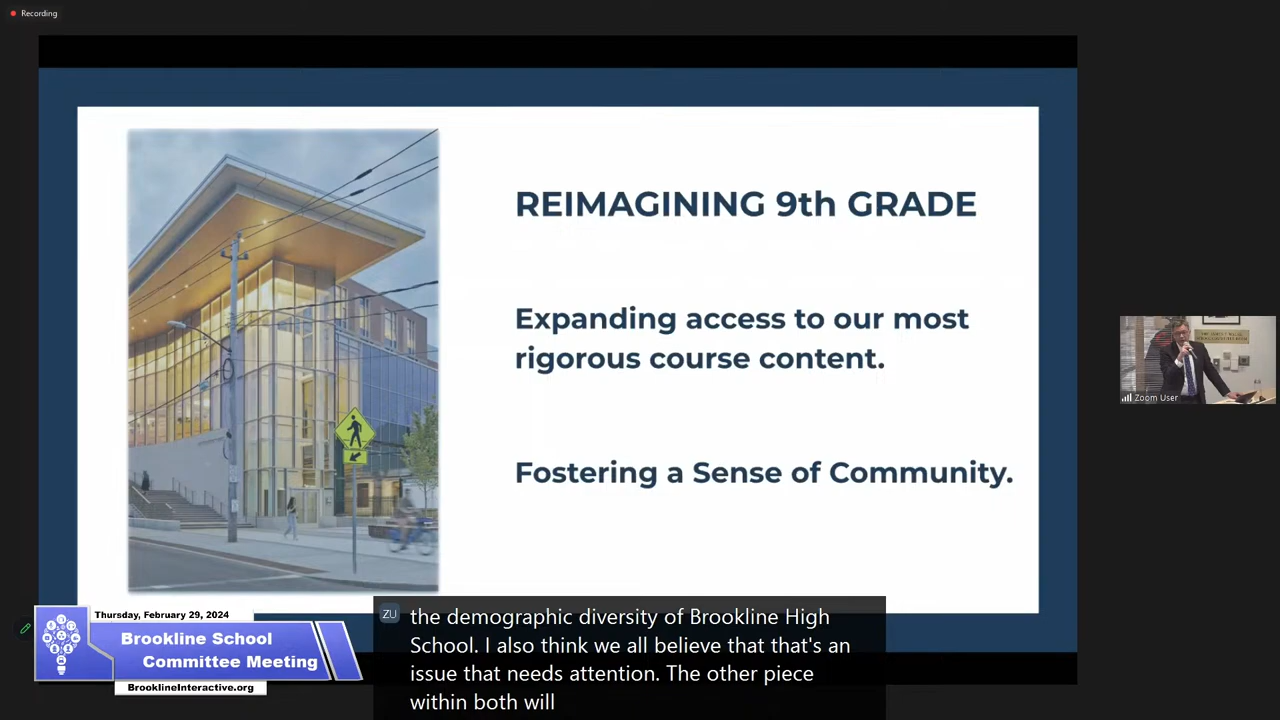 Recording
REIMAGINING 9th GRADE
Expanding access to our most
rigorous course content.
Fostering a Sense of Community.
Zoom User
Thursday, February 29, 2024
Brookline School
Committee Meeting
BrooklineInteractive.org
ZU
the demographic diversity of Brookline High
School. I also think we all believe that that's an
issue that needs attention. The other piece
within both will